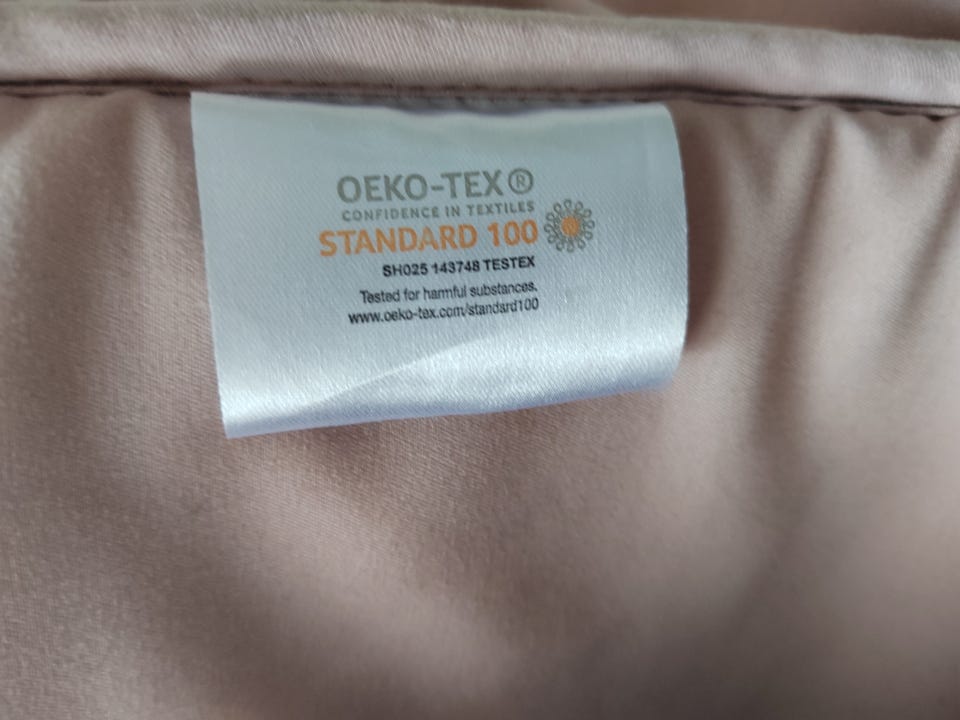 OEKO-TEX®
CONFIDENCE IN TEXTILES
STANDARD 100
SH025 143748 TESTEX
Tested for harmful substances.
www.oeko-tex.com/standard100